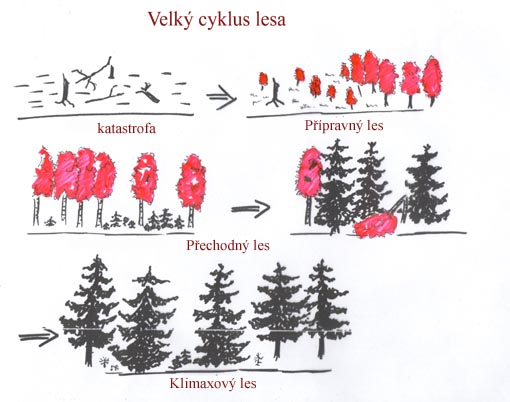 Velký cyklus lesa
katastrofa
Přípravný les
Přechodný les
Klimaxový les